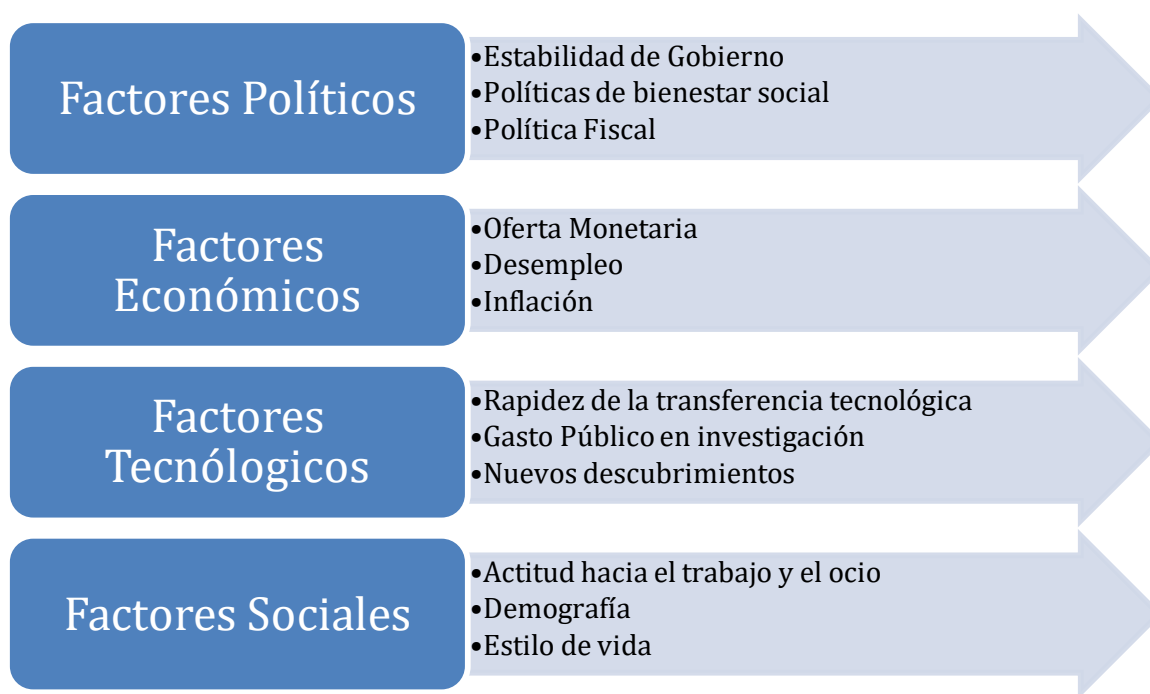 Factores Políticos
•Estabilidad de Gobierno
•Políticas de bienestar social
•Política Fiscal
Factores
Económicos
•Oferta Monetaria
•Desempleo
•Inflación
Factores
Tecnólogicos
•Rapidez de la transferencia tecnológica
•Gasto Público en investigación
•Nuevos descubrimientos
Factores Sociales
•Actitud hacia el trabajo y el ocio
•Demografía
•Estilo de vida